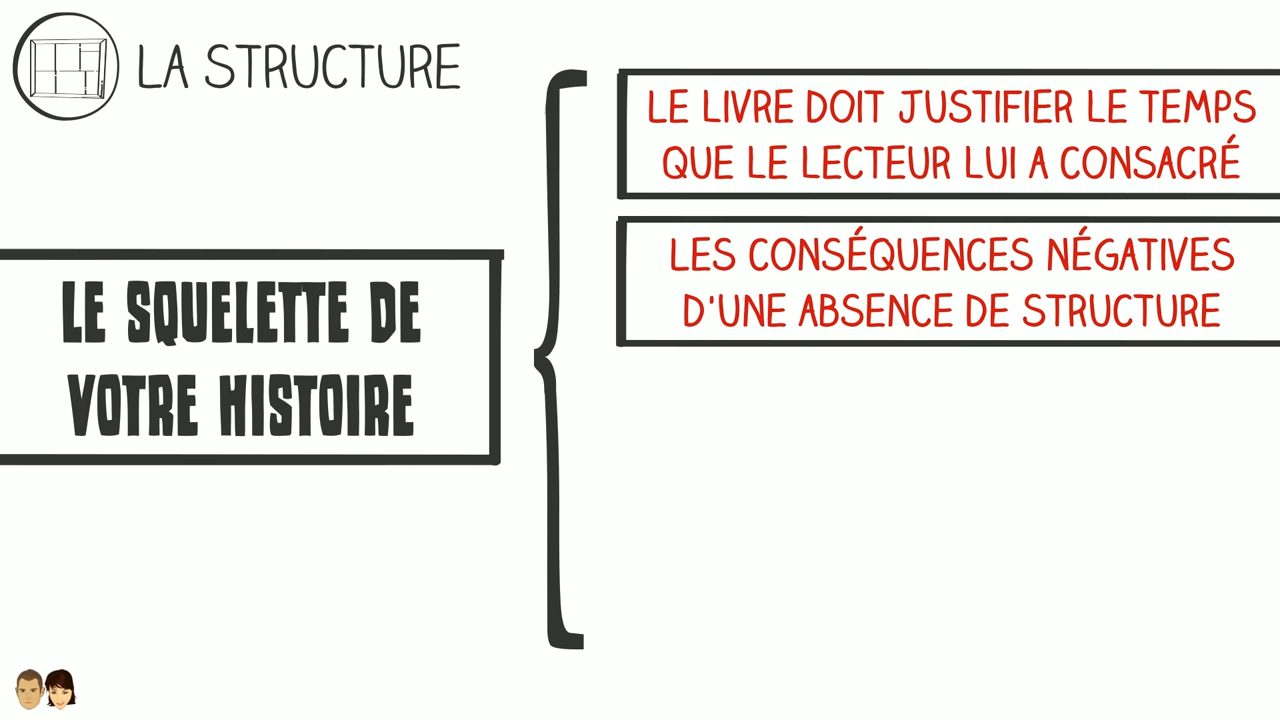 LA STRUCTURE
LE SQUELETTE DE
VOTRE HISTOIRE
LE LIVRE DOIT JUSTIFIER LE TEMPS
QUE LE LECTEUR LUI A CONSACRÉ
LES CONSÉQUENCES NÉGATIVES
D'UNE ABSENCE DE STRUCTURE